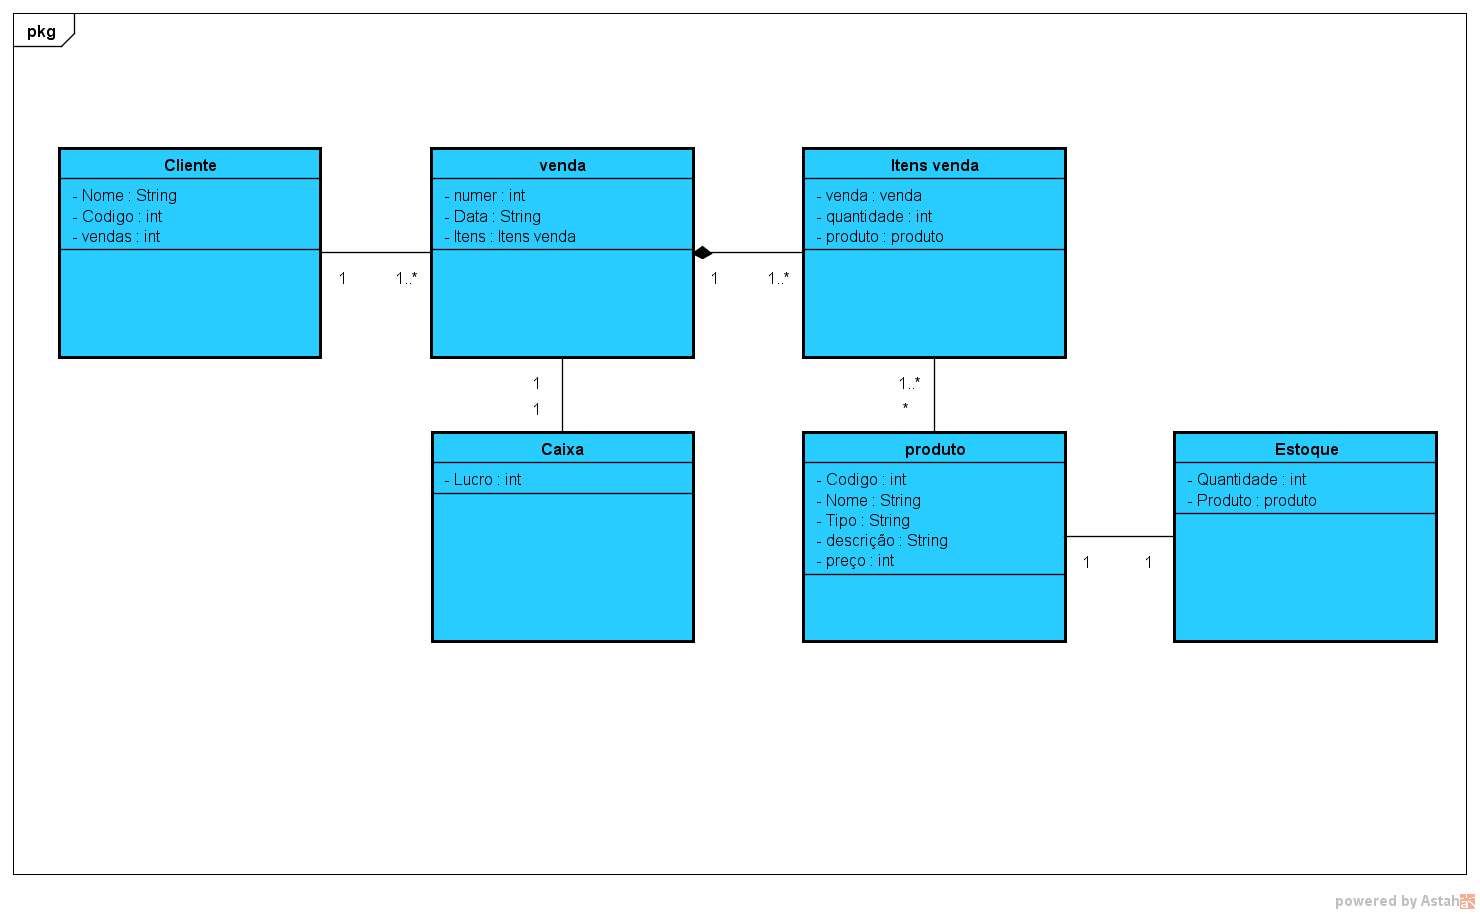 pkg
Cliente
- Nome : String
- Codigo : int
- vendas : int
venda
- numer : int
- Data : String
- Itens : Itens venda
Itens venda
- venda : venda
- quantidade : int
- produto : produto
1
1..*
1
1..*
1
1
1..*
*
Caixa
- Lucro : int
produto
- Codigo : int
- Nome : String
- Tipo : String
- descrição : String
- preço : int
Estoque
- Quantidade : int
- Produto : produto
1
1
powered by Astah